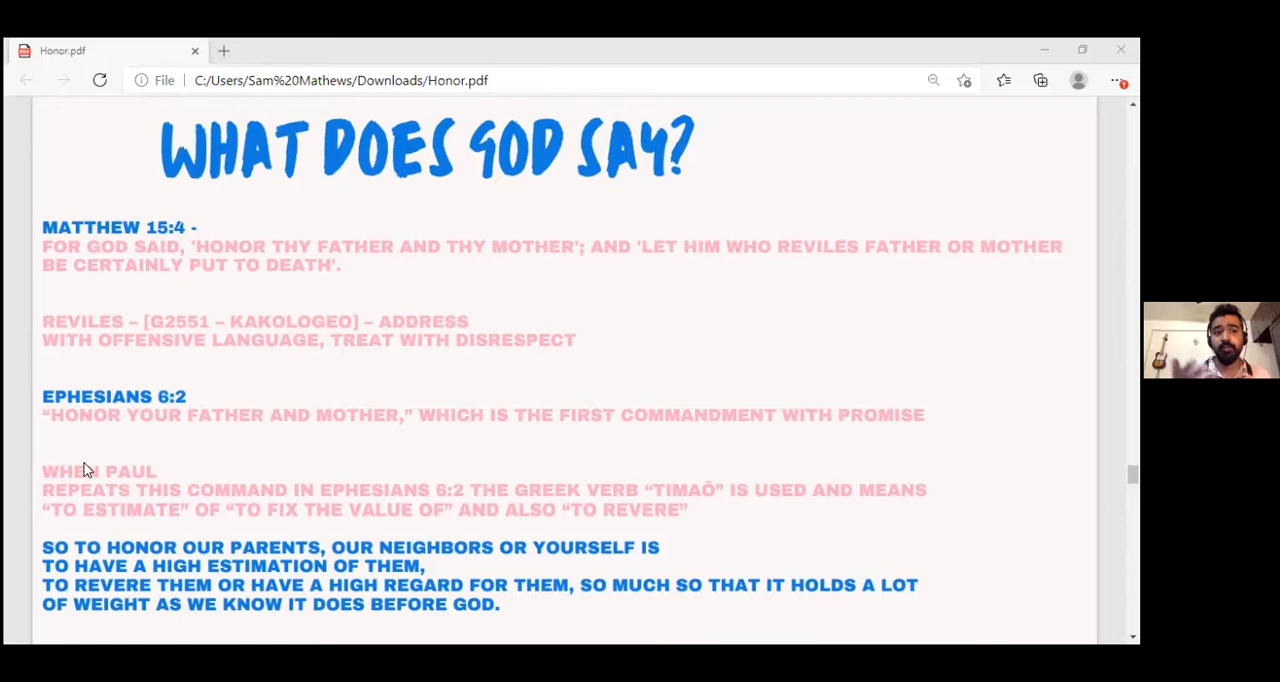 Honor.pdf
File
C:/Users/Sam%20Mathews/Downloads/Honor.pdf
WHAT DOES GOD SAY?
MATTHEW 15:4 -
FOR GOD SAID, 'HONOR THY FATHER AND THY MOTHER'; AND 'LET HIM WHO REVILES FATHER OR MOTHER
BE CERTAINLY PUT TO DEATH'.
REVILES – [G2551 – KAKOLOGEO] – ADDRESS
WITH OFFENSIVE LANGUAGE, TREAT WITH DISRESPECT
EPHESIANS 6:2
“HONOR YOUR FATHER AND MOTHER,” WHICH IS THE FIRST COMMANDMENT WITH PROMISE
WHEN PAUL
REPEATS THIS COMMAND IN EPHESIANS 6:2 THE GREEK VERB “TIMAŌ” IS USED AND MEANS
“TO ESTIMATE” OF “TO FIX THE VALUE OF” AND ALSO “TO REVERE”
SO TO HONOR OUR PARENTS, OUR NEIGHBORS OR YOURSELF IS
TO HAVE A HIGH ESTIMATION OF THEM,
TO REVERE THEM OR HAVE A HIGH REGARD FOR THEM, SO MUCH SO THAT IT HOLDS A LOT
OF WEIGHT AS WE KNOW IT DOES BEFORE GOD.